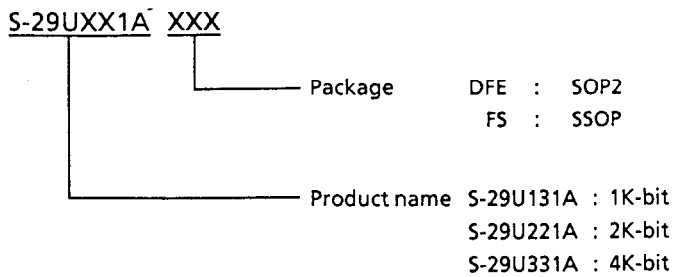 S-29UXX1A XXX
Package DFE : SOP2
FS : SSOP
Product name S-29U131A : 1K-bit
S-29U221A : 2K-bit
S-29U331A : 4K-bit